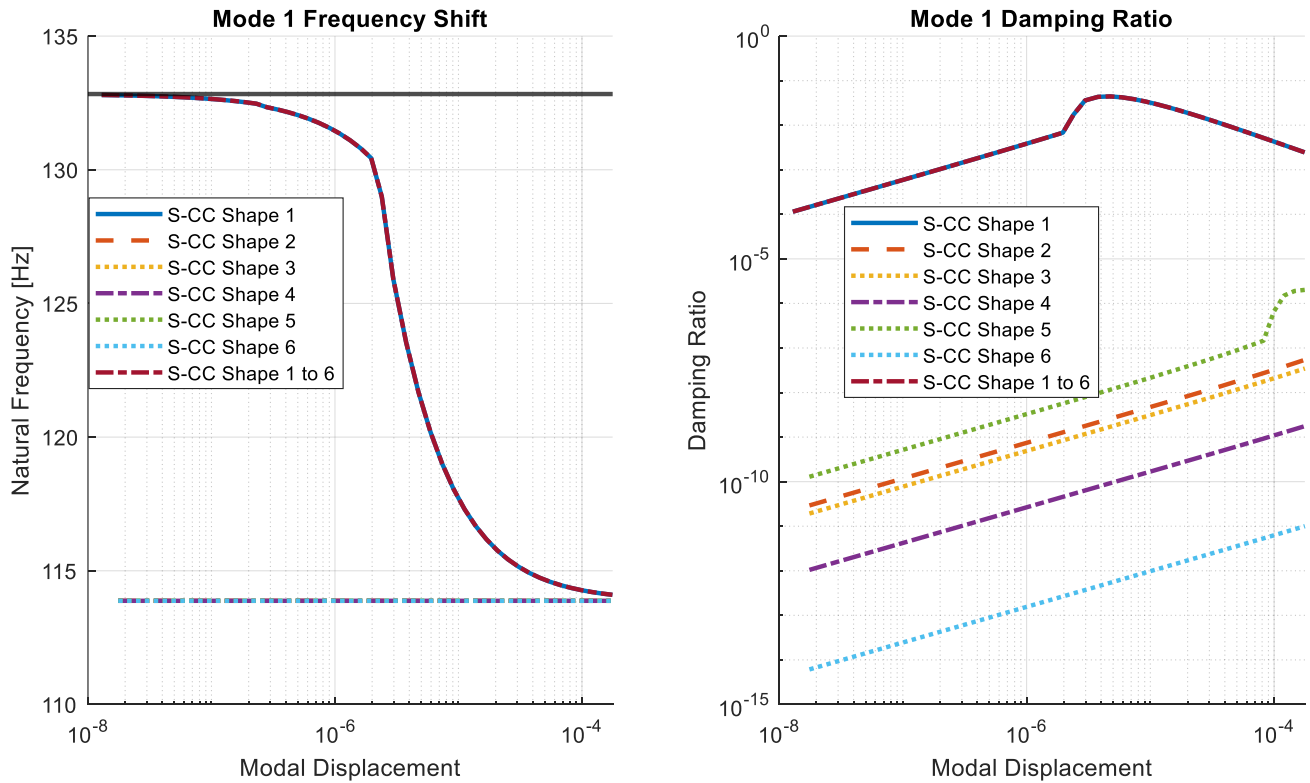 Mode 1 Frequency Shift
135
130
125
120
115
110
Natural Frequency [Hz]
S-CC Shape 1
S-CC Shape 2
S-CC Shape 3
S-CC Shape 4
S-CC Shape 5
S-CC Shape 6
S-CC Shape 1 to 6
10^-8
10^-6
10^-4
Modal Displacement
Mode 1 Damping Ratio
10^0
10^-5
10^-10
10^-15
Damping Ratio
S-CC Shape 1
S-CC Shape 2
S-CC Shape 3
S-CC Shape 4
S-CC Shape 5
S-CC Shape 6
S-CC Shape 1 to 6
10^-8
10^-6
10^-4
Modal Displacement